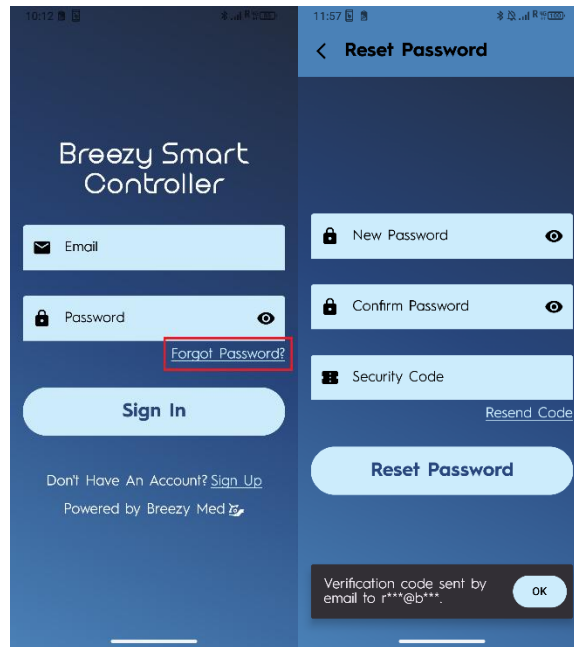 10:12
Breezy Smart
Controller
Email
Password
Forgot Password?
Sign In
Don't Have An Account? Sign Up
Powered by Breezy Med
11:57
Reset Password
New Password
Confirm Password
Security Code
Resend Code
Reset Password
Verification code sent by
email to r***@b***.
OK